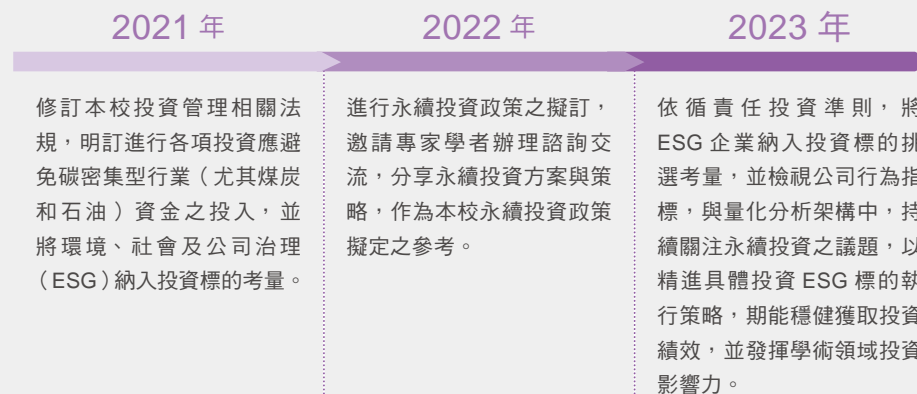 2021 年
修訂本校投資管理相關法
規，明訂進行各項投資應避
免碳密集型行業（尤其煤炭
和石油）資金之投入，並
將環境、社會及公司治理
（ESG）納入投資標的考量。
2022 年
進行永續投資政策之擬訂，
邀請專家學者辦理諮詢交
流，分享永續投資方案與策
略，作為本校永續投資政策
擬定之參考。
2023 年
依循責任投資準則，將
ESG 企業納入投資標的挑
選考量，並檢視公司行為指
標，與量化分析架構中，持
續關注永續投資之議題，以
精進具體投資 ESG 標的執
行策略，期能穩健獲取投資
績效，並發揮學術領域投資
影響力。